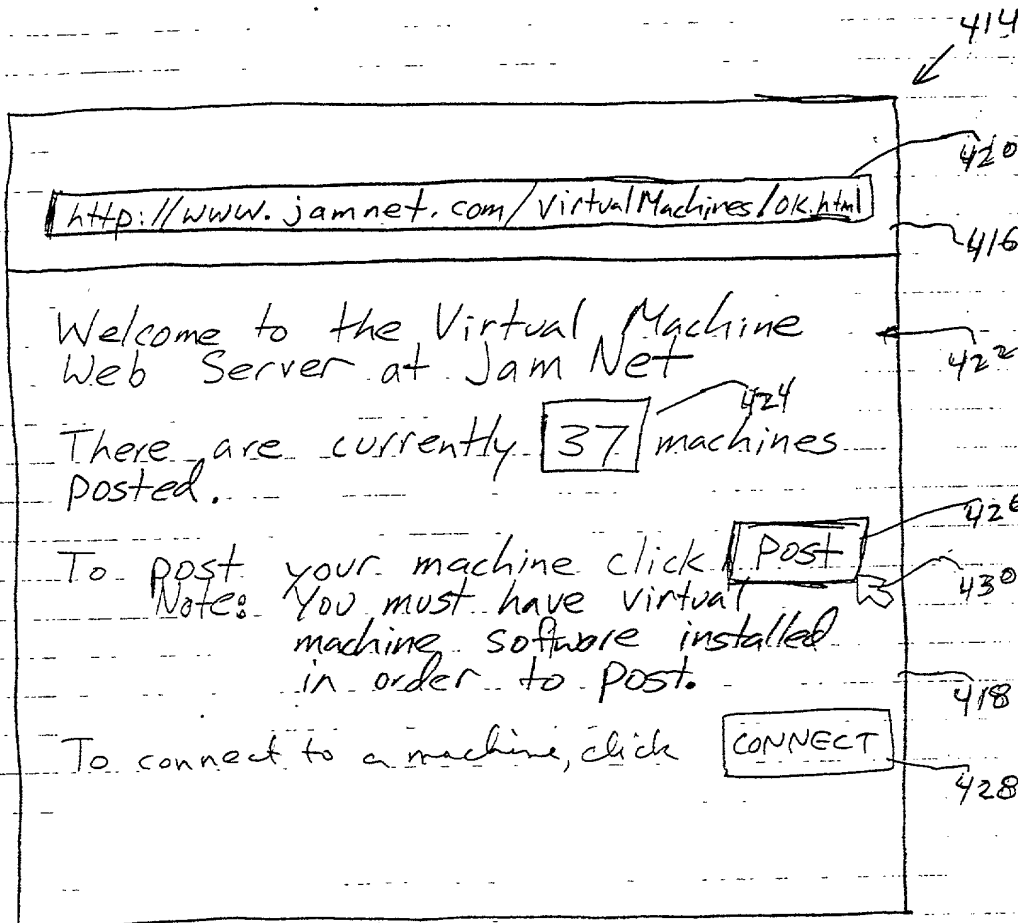 414
420
http://www.jamnet.com/VirtualMachines/ok.html
416
Welcome to the Virtual Machine
422
Web Server at Jam Net
424
There are currently 37 machines
posted.
426
To post your machine click Post
430
Note: You must have virtual
machine software installed
in order to post.
418
To connect to a machine, click CONNECT
428